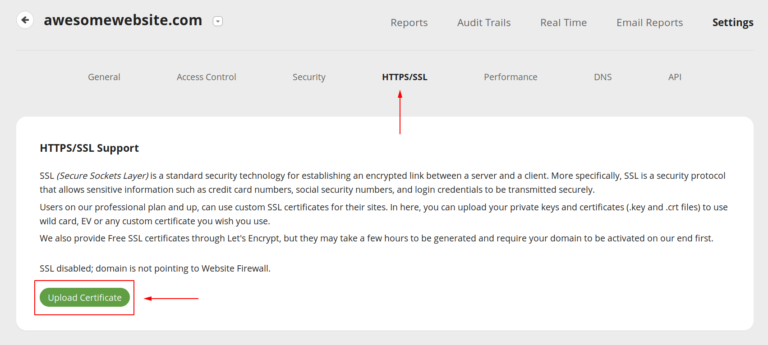 awesomewebsite.com
Reports Audit Trails Real Time Email Reports Settings
General Access Control Security HTTPS/SSL Performance DNS API
HTTPS/SSL Support
SSL (Secure Sockets Layer) is a standard security technology for establishing an encrypted link between a server and a client. More specifically, SSL is a security protocol
that allows sensitive information such as credit card numbers, social security numbers, and login credentials to be transmitted securely.
Users on our professional plan and up, can use custom SSL certificates for their sites. In here, you can upload your private keys and certificates (.key and .crt files) to use
wild card, EV or any custom certificate you wish you use.
We also provide Free SSL certificates through Let's Encrypt, but they may take a few hours to be generated and require your domain to be activated on our end first.
SSL disabled; domain is not pointing to Website Firewall.
Upload Certificate